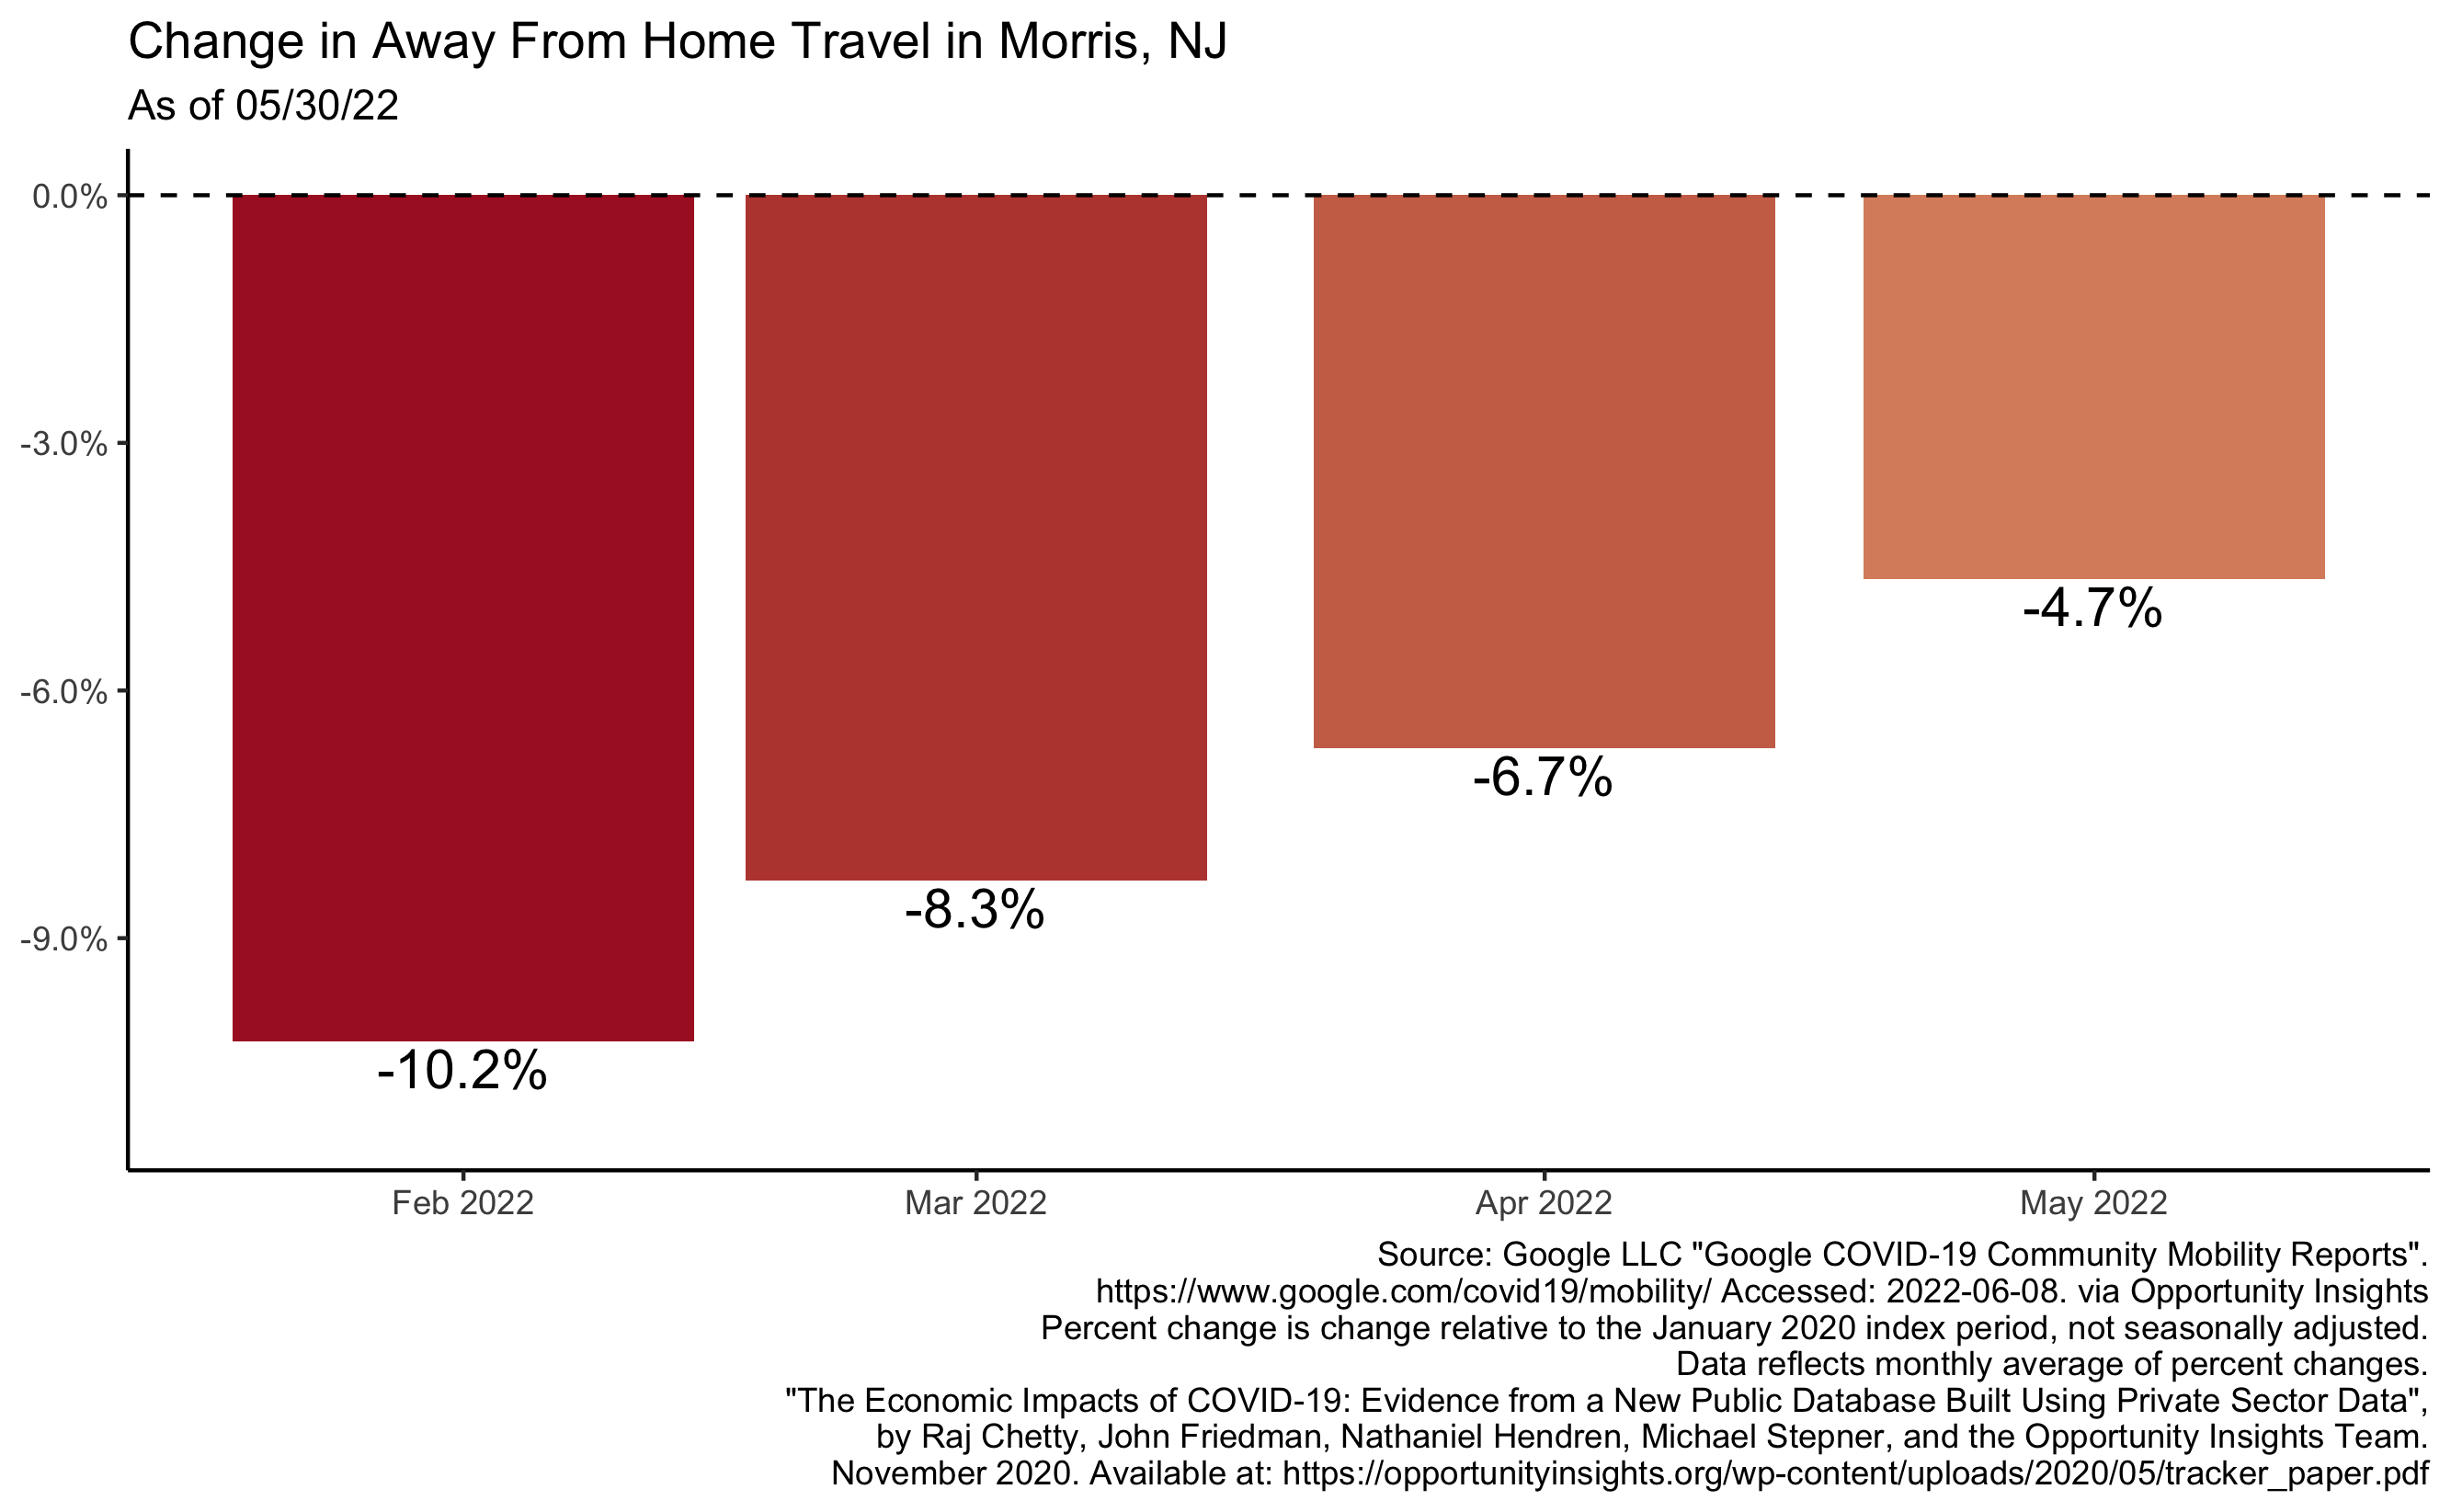 Change in Away From Home Travel in Morris, NJ
As of 05/30/22
0.0%
-3.0%
-6.0%
-9.0%
-10.2%
-8.3%
-6.7%
-4.7%
Feb 2022
Mar 2022
Apr 2022
May 2022
Source: Google LLC "Google COVID-19 Community Mobility Reports".
https://www.google.com/covid19/mobility/ Accessed: 2022-06-08. via Opportunity Insights
Percent change is change relative to the January 2020 index period, not seasonally adjusted.
Data reflects monthly average of percent changes.
"The Economic Impacts of COVID-19: Evidence from a New Public Database Built Using Private Sector Data",
by Raj Chetty, John Friedman, Nathaniel Hendren, Michael Stepner, and the Opportunity Insights Team.
November 2020. Available at: https://opportunityinsights.org/wp-content/uploads/2020/05/tracker_paper.pdf